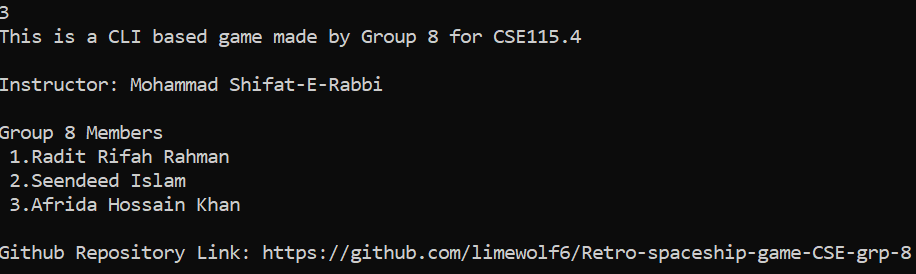 3
This is a CLI based game made by Group 8 for CSE115.4
Instructor: Mohammad Shifat-E-Rabbi
Group 8 Members
1.Radit Rifah Rahman
2.Seendeed Islam
3.Afrida Hossain Khan
Github Repository Link: https://github.com/limewolf6/Retro-spaceship-game-CSE-grp-8